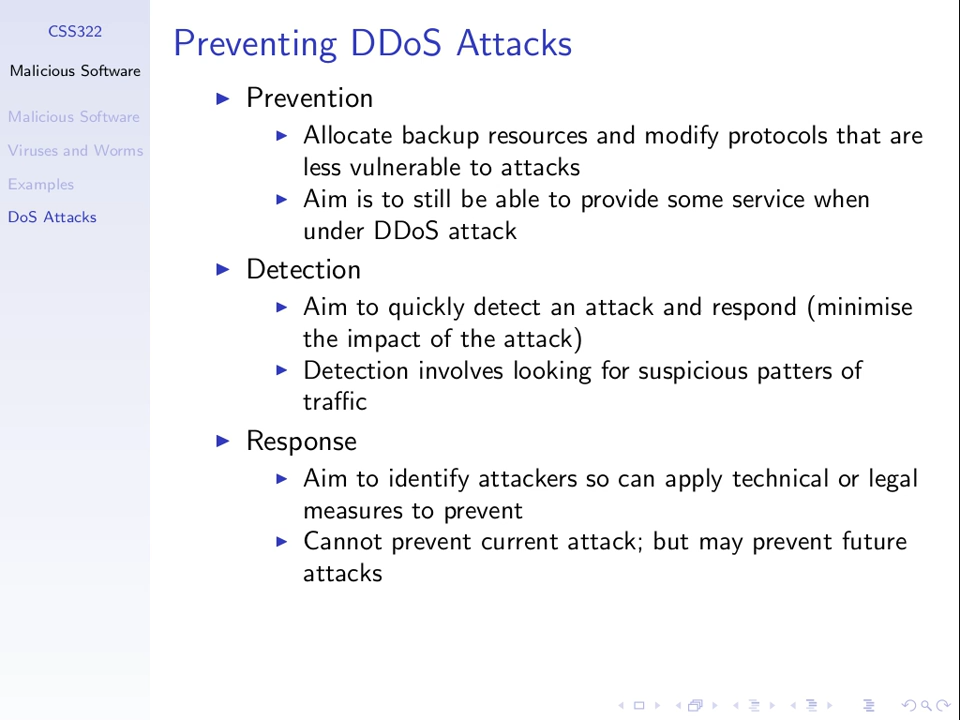 CSS322
Malicious Software
Malicious Software
Viruses and Worms
Examples
DoS Attacks
Preventing DDoS Attacks
Prevention
Allocate backup resources and modify protocols that are
less vulnerable to attacks
Aim is to still be able to provide some service when
under DDoS attack
Detection
Aim to quickly detect an attack and respond (minimise
the impact of the attack)
Detection involves looking for suspicious patters of
traffic
Response
Aim to identify attackers so can apply technical or legal
measures to prevent
Cannot prevent current attack; but may prevent future
attacks